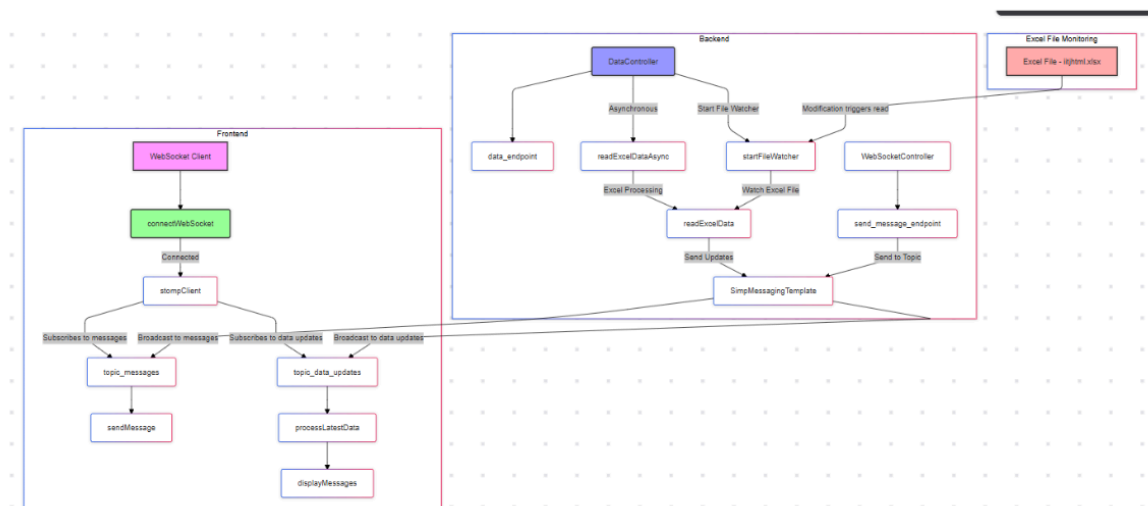 Backend
Excel File Monitoring
DataController
Excel File - iitjhtml.xlsx
Asynchronous
Start File Watcher
Modification triggers read
Frontend
WebSocket Client
data_endpoint
readExcelDataAsync
startFileWatcher
WebSocketController
Excel Processing
Watch Excel File
connectWebSocket
readExcelData
send_message_endpoint
Connected
Send Updates
Send to Topic
stompClient
SimpMessagingTemplate
Subscribes to messages
Broadcast to messages
Subscribes to data updates
Broadcast to data updates
topic_messages
topic_data_updates
sendMessage
processLatestData
displayMessages